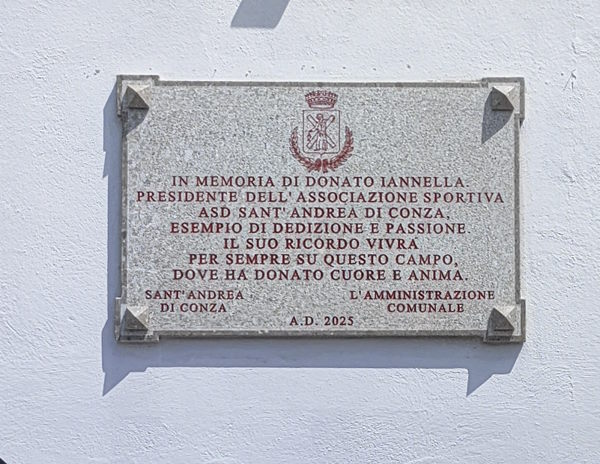 IN MEMORIA DI DONATO IANNELLA.
PRESIDENTE DELL'ASSOCIAZIONE SPORTIVA
ASD SANT'ANDREA DI CONZA,
ESEMPIO DI DEDIZIONE E PASSIONE.
IL SUO RICORDO VIVRÀ
PER SEMPRE SU QUESTO CAMPO,
DOVE HA DONATO CUORE E ANIMA.
SANT'ANDREA
DI CONZA
L'AMMINISTRAZIONE
COMUNALE
A.D. 2025